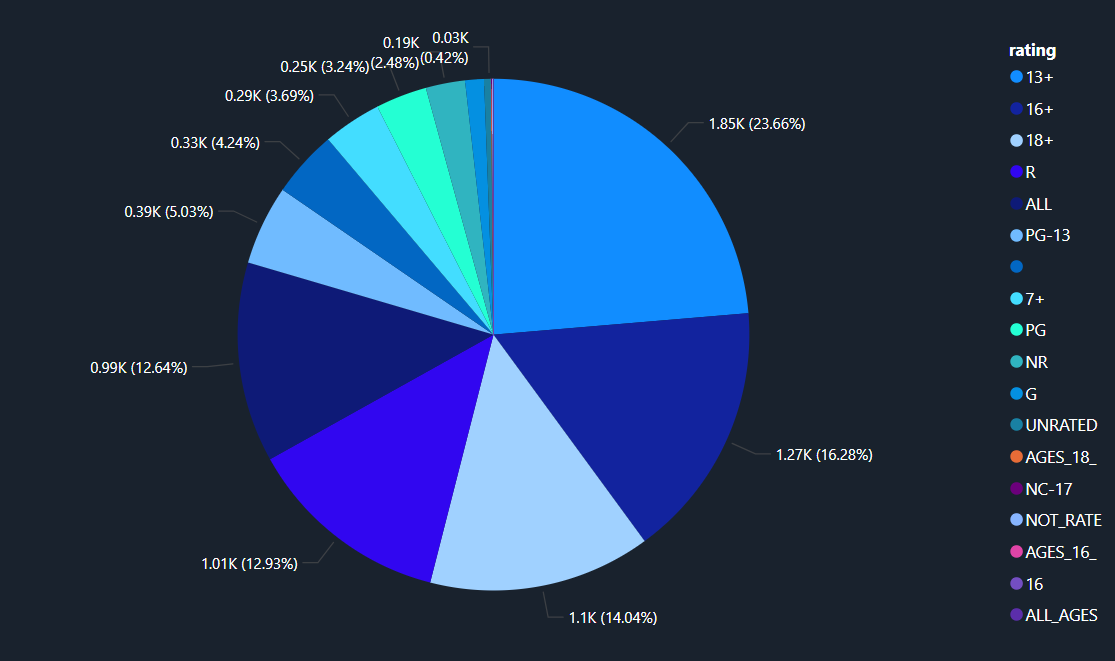 0.03K
(0.42%)
0.19K
(2.48%)
0.25K (3.24%)
0.29K (3.69%)
0.33K (4.24%)
0.39K (5.03%)
0.99K (12.64%)
1.01K (12.93%)
1.1K (14.04%)
1.27K (16.28%)
1.85K (23.66%)
rating
13+
16+
18+
R
ALL
PG-13
7+
PG
NR
G
UNRATED
AGES_18_
NC-17
NOT_RATE
AGES_16_
16
ALL_AGES